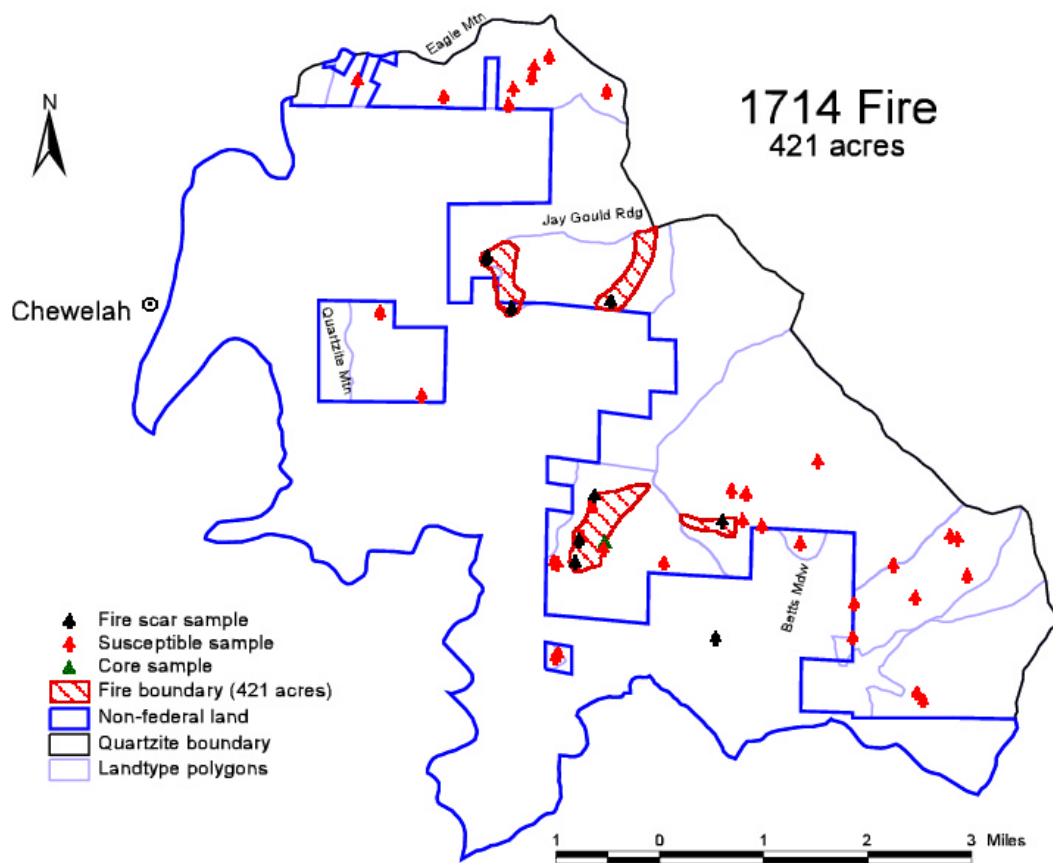 Eagle Mtn
N
1714 Fire
421 acres
Jay Gould Rdg
Chewelah
Quartzite Mtn
Betts Mdw
Fire scar sample
Susceptible sample
Core sample
Fire boundary (421 acres)
Non-federal land
Quartzite boundary
Landtype polygons
1 0 1 2 3 Miles